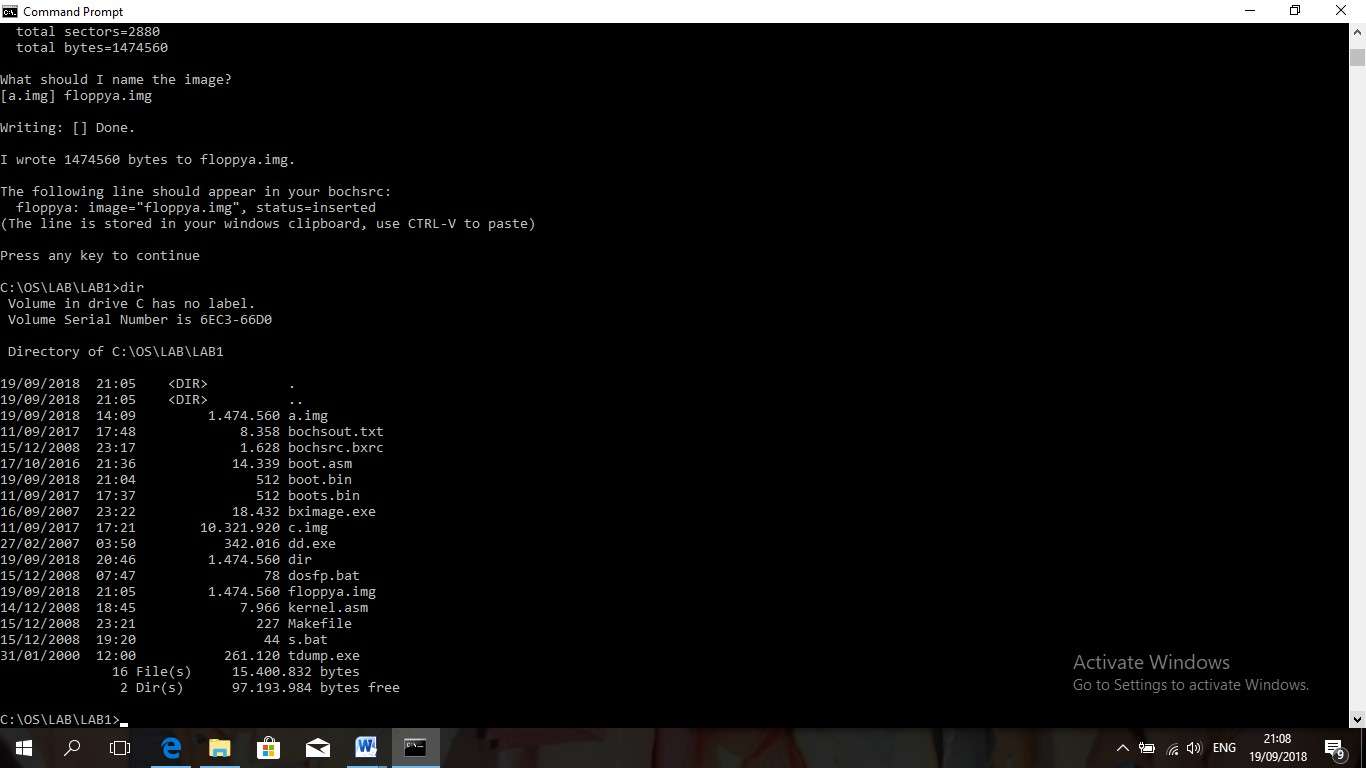 Command Prompt
total sectors=2880
total bytes=1474560
What should I name the image?
[a.img] floppya.img
Writing: [] Done.
I wrote 1474560 bytes to floppya.img.
The following line should appear in your bochsrc:
floppya: image="floppya.img", status=inserted
(The line is stored in your windows clipboard, use CTRL-V to paste)
Press any key to continue
C:\OS\LAB\LAB1>dir
Volume in drive C has no label.
Volume Serial Number is 6EC3-66D0
Directory of C:\OS\LAB\LAB1
19/09/2018  21:05    <DIR>          .
19/09/2018  21:05    <DIR>          ..
19/09/2018  14:09         1.474.560 a.img
11/09/2017  17:48             8.358 bochsout.txt
15/12/2008  23:17             1.628 bochsrc.bxrc
17/10/2016  21:36            14.339 boot.asm
19/09/2018  21:04               512 boot.bin
11/09/2017  17:37               512 boots.bin
16/09/2007  23:22            18.432 bximage.exe
11/09/2017  17:21        10.321.920 c.img
27/02/2007  03:50           342.016 dd.exe
19/09/2018  20:46         1.474.560 dir
15/12/2008  07:47                78 dosfp.bat
19/09/2018  21:05         1.474.560 floppya.img
14/12/2008  18:45             7.966 kernel.asm
15/12/2008  23:21               227 Makefile
15/12/2008  19:20                44 s.bat
31/01/2000  12:00           261.120 tdump.exe
16 File(s)     15.400.832 bytes
2 Dir(s)      97.193.984 bytes free
C:\OS\LAB\LAB1>
Activate Windows
Go to Settings to activate Windows.
ENG
21:08
19/09/2018
9